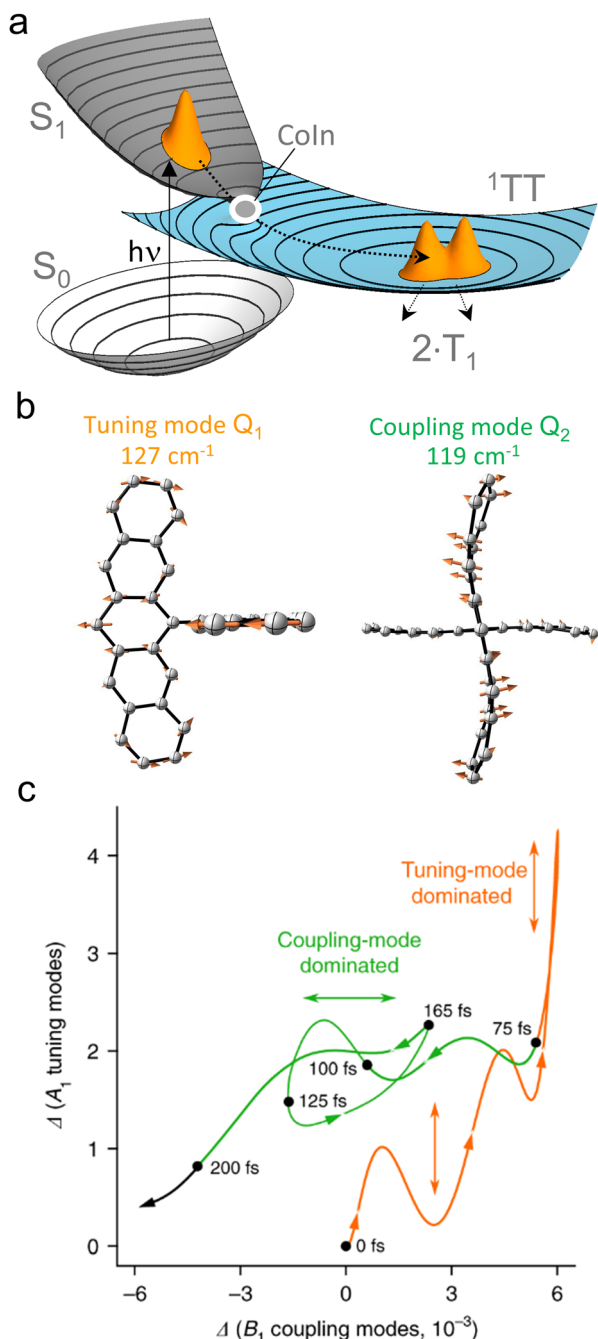 a
S₁
CoIn
¹TT
hν
S₀
2·T₁
b
Tuning mode Q₁
127 cm⁻¹
Coupling mode Q₂
119 cm⁻¹
c
4
3
2
1
0
Δ (A₁ tuning modes)
Tuning-mode
dominated
Coupling-mode
dominated
165 fs
75 fs
100 fs
125 fs
200 fs
0 fs
−6
−3
0
3
6
Δ (B₁ coupling modes, 10⁻³)